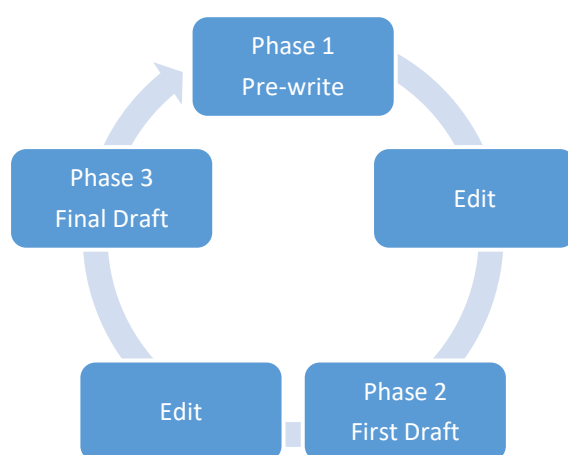 Phase 1
Pre-write
Edit
Phase 2
First Draft
Edit
Phase 3
Final Draft